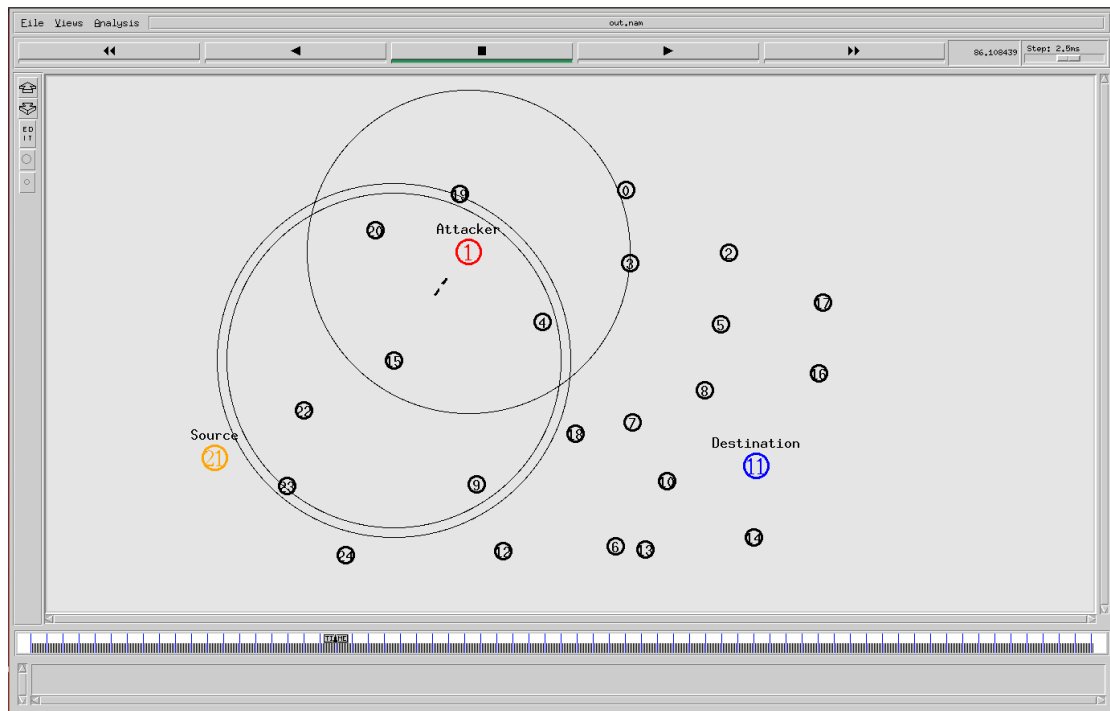 File Views Analysis out.nam
86.108439 Step: 2.5ms
ED
IT
19 0
20 Attacker
1 2
3
17
4 5
15 16
8
22
7
Source 18
Destination
21 11
23 9 10
14
24 12 6 13
TIME